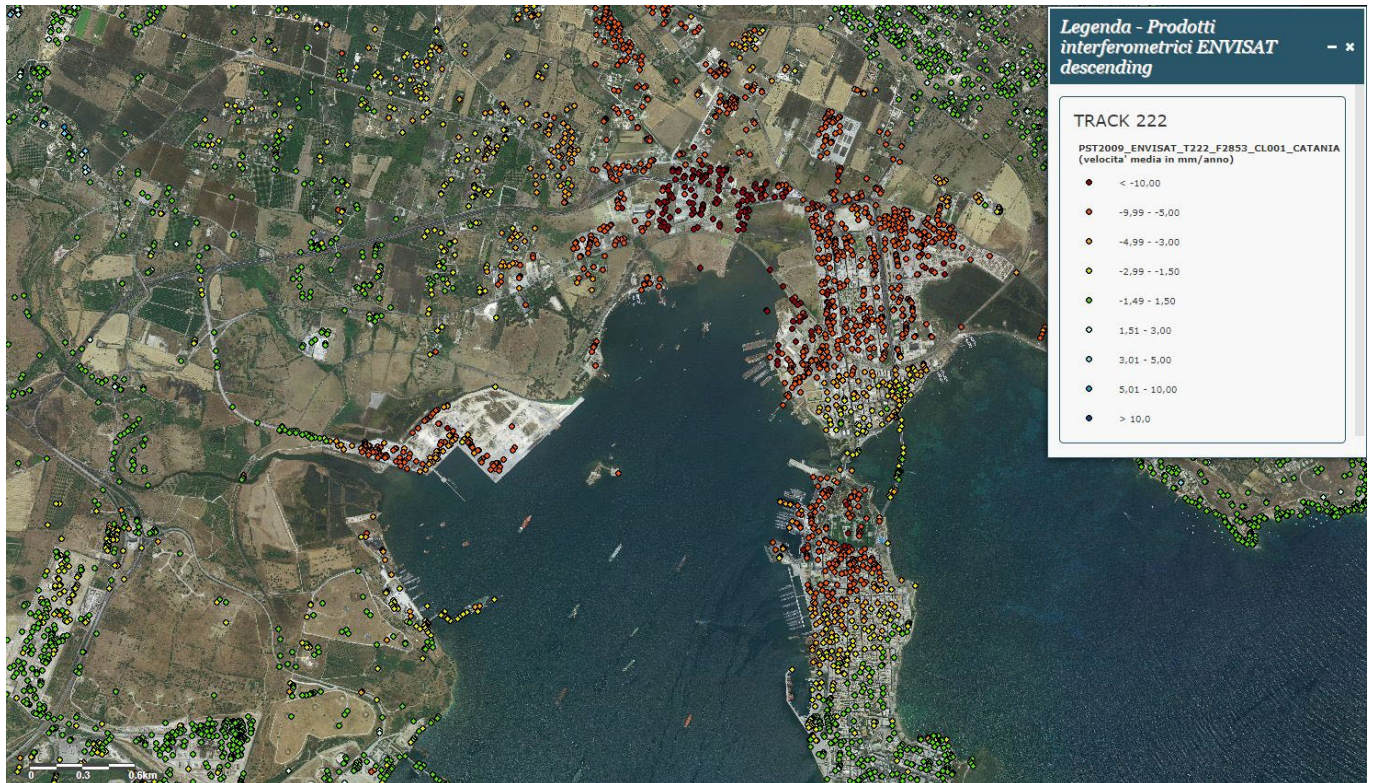 Legenda - Prodotti
interferometrici ENVISAT
descending
TRACK 222
PST2009_ENVISAT_T222_F2853_CL001_CATANIA
(velocita' media in mm/anno)
< -10,00
-9,99 - -5,00
-4,99 - -3,00
-2,99 - -1,50
-1,49 - 1,50
1,51 - 3,00
3,01 - 5,00
5,01 - 10,00
> 10,0
0 0.3 0.6km